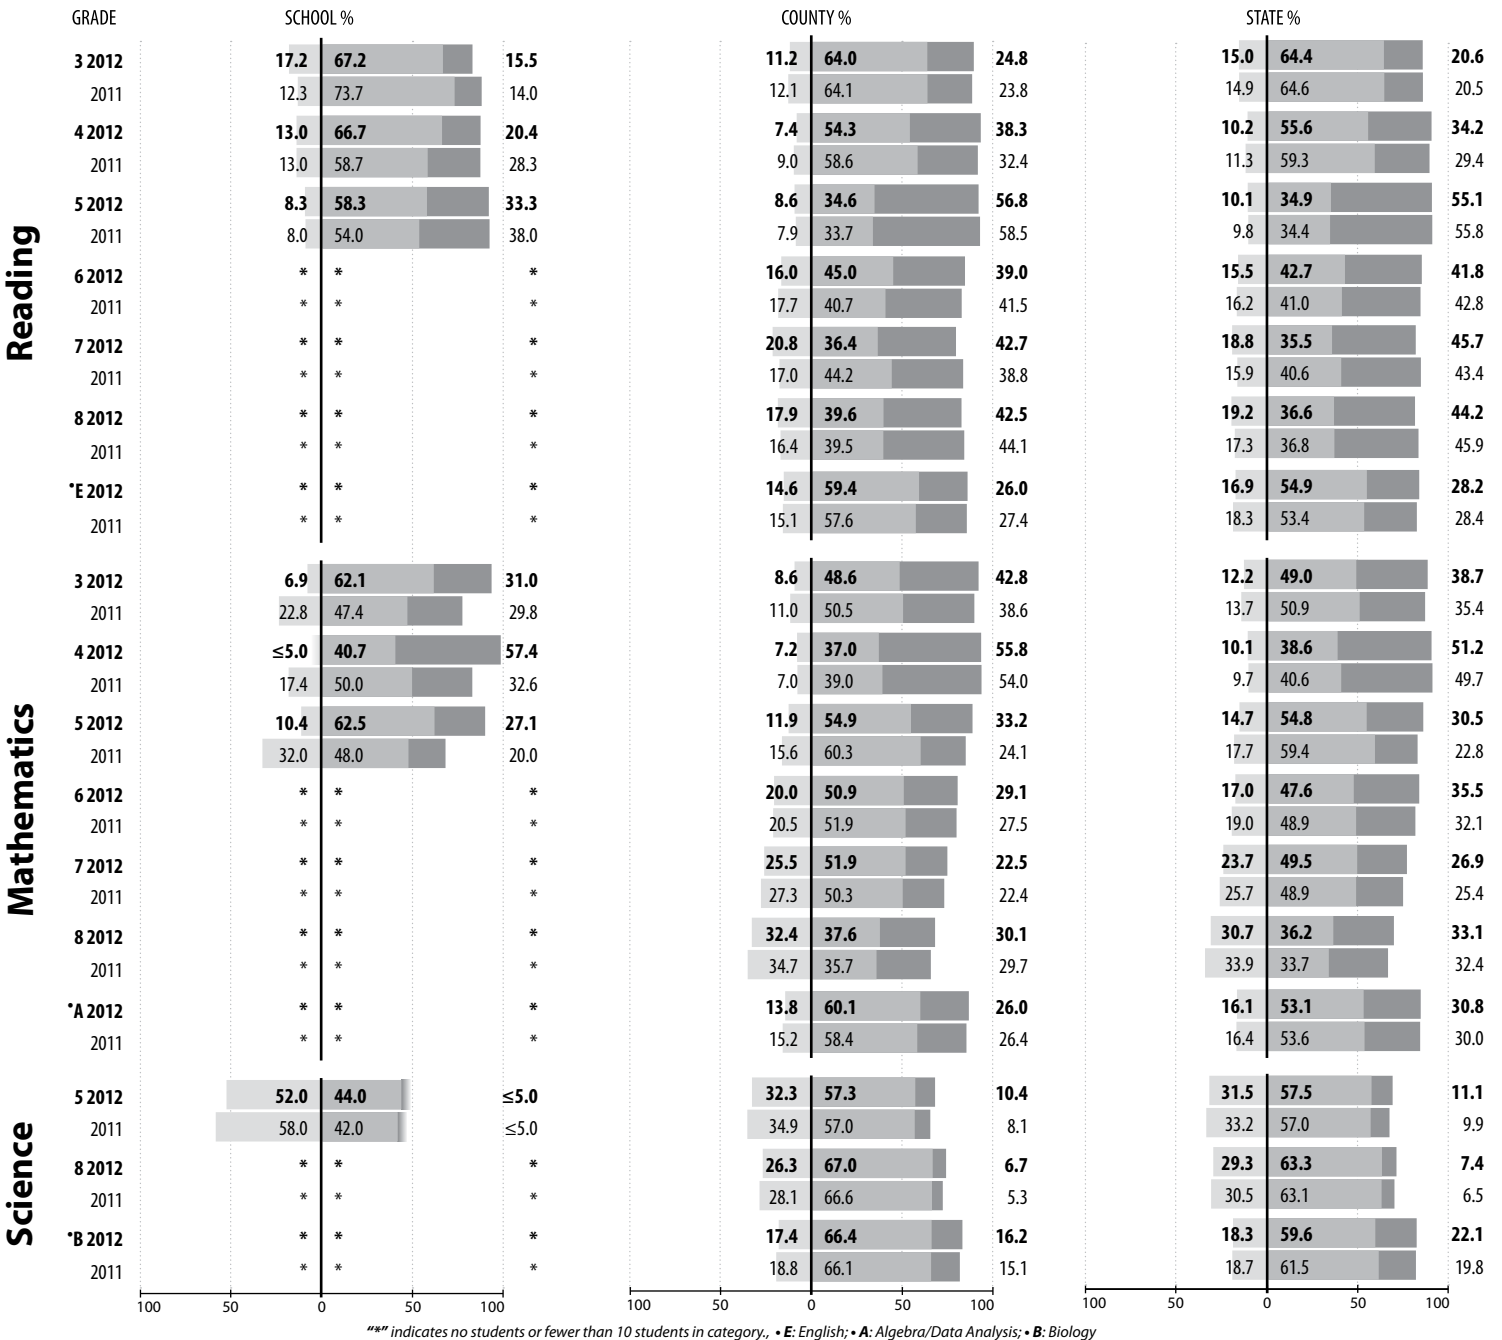 GRADE SCHOOL % COUNTY % STATE %
Reading
3 2012 17.2 67.2 15.5 11.2 64.0 24.8 15.0 64.4 20.6
2011 12.3 73.7 14.0 12.1 64.1 23.8 14.9 64.6 20.5
4 2012 13.0 66.7 20.4 7.4 54.3 38.3 10.2 55.6 34.2
2011 13.0 58.7 28.3 9.0 58.6 32.4 11.3 59.3 29.4
5 2012 8.3 58.3 33.3 8.6 34.6 56.8 10.1 34.9 55.1
2011 8.0 54.0 38.0 7.9 33.7 58.5 9.8 34.4 55.8
6 2012 * * * 16.0 45.0 39.0 15.5 42.7 41.8
2011 * * * 17.7 40.7 41.5 16.2 41.0 42.8
7 2012 * * * 20.8 36.4 42.7 18.8 35.5 45.7
2011 * * * 17.0 44.2 38.8 15.9 40.6 43.4
8 2012 * * * 17.9 39.6 42.5 19.2 36.6 44.2
2011 * * * 16.4 39.5 44.1 17.3 36.8 45.9
•E 2012 * * * 14.6 59.4 26.0 16.9 54.9 28.2
2011 * * * 15.1 57.6 27.4 18.3 53.4 28.4
Mathematics
3 2012 6.9 62.1 31.0 8.6 48.6 42.8 12.2 49.0 38.7
2011 22.8 47.4 29.8 11.0 50.5 38.6 13.7 50.9 35.4
4 2012 ≤5.0 40.7 57.4 7.2 37.0 55.8 10.1 38.6 51.2
2011 17.4 50.0 32.6 7.0 39.0 54.0 9.7 40.6 49.7
5 2012 10.4 62.5 27.1 11.9 54.9 33.2 14.7 54.8 30.5
2011 32.0 48.0 20.0 15.6 60.3 24.1 17.7 59.4 22.8
6 2012 * * * 20.0 50.9 29.1 17.0 47.6 35.5
2011 * * * 20.5 51.9 27.5 19.0 48.9 32.1
7 2012 * * * 25.5 51.9 22.5 23.7 49.5 26.9
2011 * * * 27.3 50.3 22.4 25.7 48.9 25.4
8 2012 * * * 32.4 37.6 30.1 30.7 36.2 33.1
2011 * * * 34.7 35.7 29.7 33.9 33.7 32.4
•A 2012 * * * 13.8 60.1 26.0 16.1 53.1 30.8
2011 * * * 15.2 58.4 26.4 16.4 53.6 30.0
Science
5 2012 52.0 44.0 ≤5.0 32.3 57.3 10.4 31.5 57.5 11.1
2011 58.0 42.0 ≤5.0 34.9 57.0 8.1 33.2 57.0 9.9
8 2012 * * * 26.3 67.0 6.7 29.3 63.3 7.4
2011 * * * 28.1 66.6 5.3 30.5 63.1 6.5
•B 2012 * * * 17.4 66.4 16.2 18.3 59.6 22.1
2011 * * * 18.8 66.1 15.1 18.7 61.5 19.8
100 50 0 50 100 100 50 0 50 100 100 50 0 50 100
"*" indicates no students or fewer than 10 students in category., • E: English; • A: Algebra/Data Analysis; • B: Biology